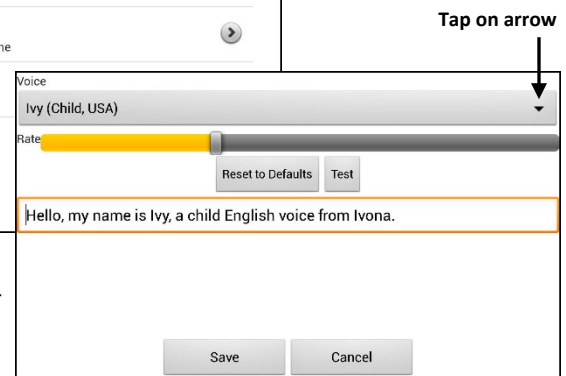 Tap on arrow
ne
Voice
Ivy (Child, USA)
Rate
Reset to Defaults Test
Hello, my name is Ivy, a child English voice from Ivona.
.
Save Cancel